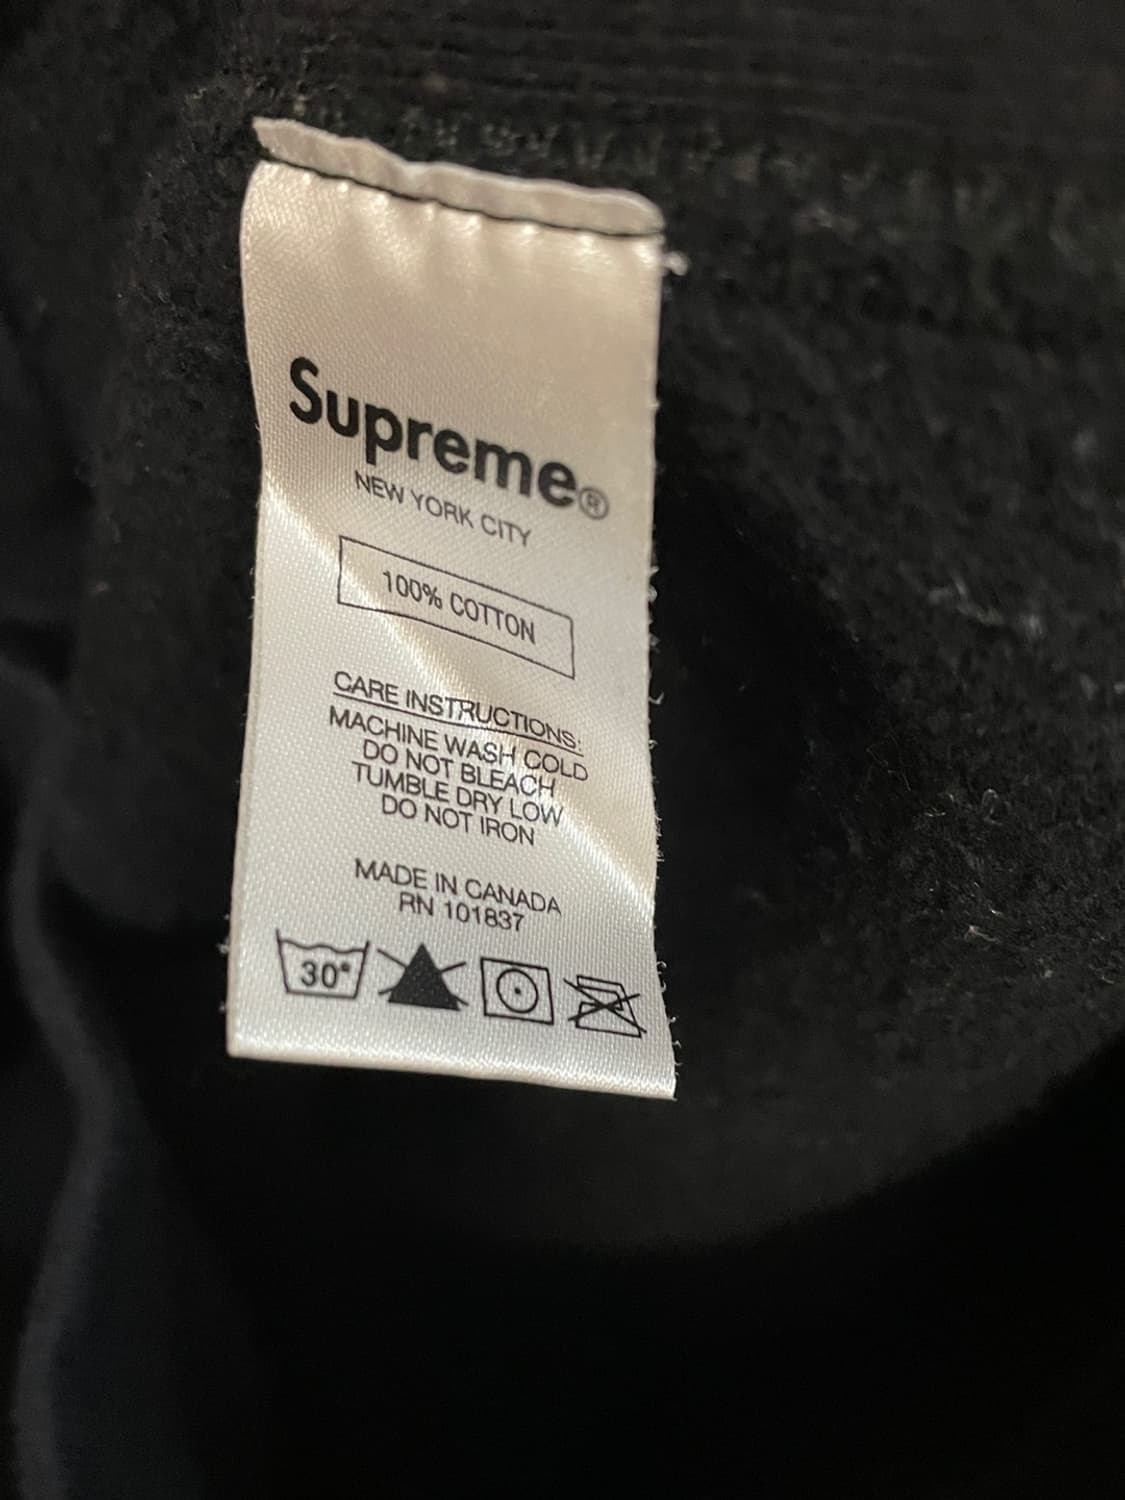 Supreme®
NEW YORK CITY
100% COTTON
CARE INSTRUCTIONS:
MACHINE WASH COLD
DO NOT BLEACH
TUMBLE DRY LOW
DO NOT IRON
MADE IN CANADA
RN 101837
30°